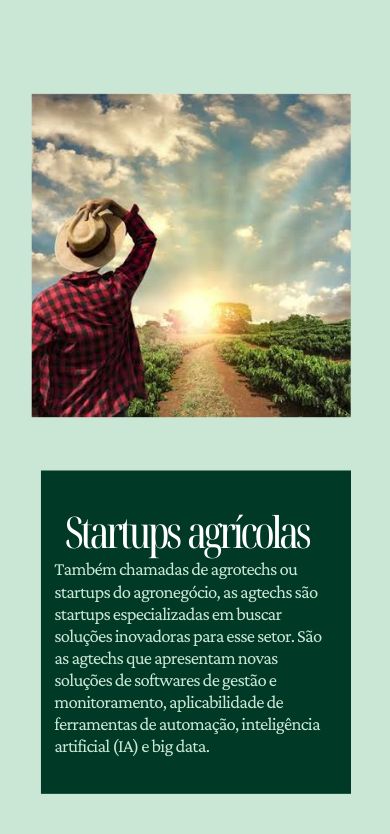 Startups agrícolas
Também chamadas de agrotechs ou
startups do agronegócio, as agtechs são
startups especializadas em buscar
soluções inovadoras para esse setor. São
as agtechs que apresentam novas
soluções de softwares de gestão e
monitoramento, aplicabilidade de
ferramentas de automação, inteligência
artificial (IA) e big data.